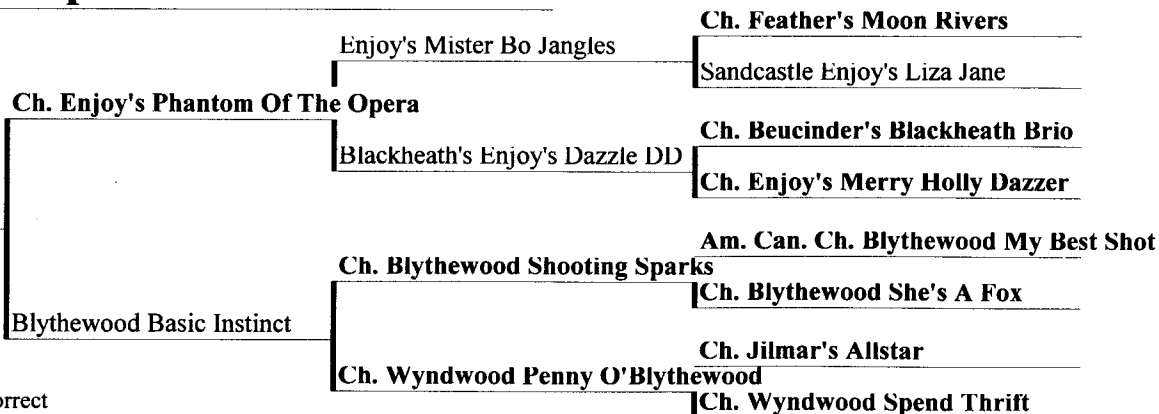 Ch. Feather's Moon Rivers
Enjoy's Mister Bo Jangles
Sandcastle Enjoy's Liza Jane
Ch. Enjoy's Phantom Of The Opera
Ch. Beucinder's Blackheath Brio
Blackheath's Enjoy's Dazzle DD
Ch. Enjoy's Merry Holly Dazzer
Am. Can. Ch. Blythewood My Best Shot
Ch. Blythewood Shooting Sparks
Ch. Blythewood She's A Fox
Blythewood Basic Instinct
Ch. Jilmar's Allstar
Ch. Wyndwood Penny O'Blythewood
Ch. Wyndwood Spend Thrift